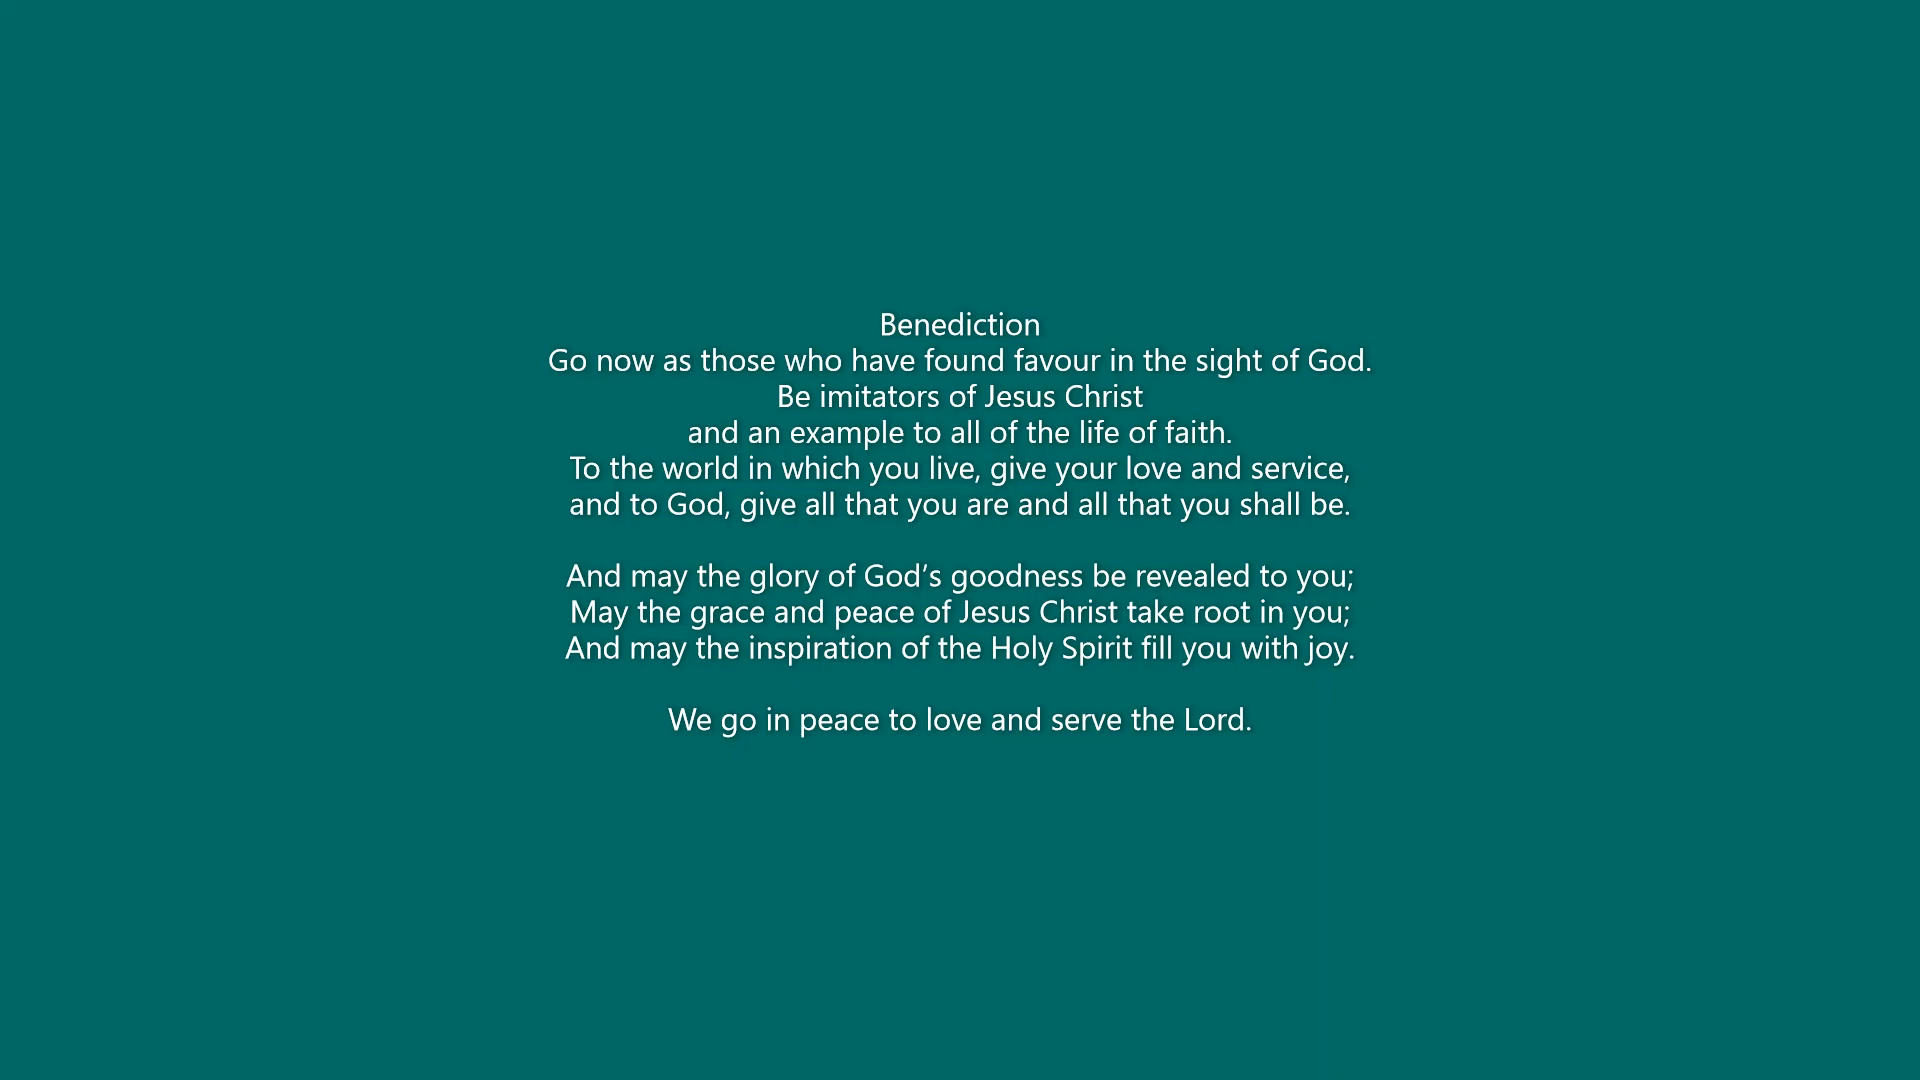 Benediction
Go now as those who have found favour in the sight of God.
Be imitators of Jesus Christ
and an example to all of the life of faith.
To the world in which you live, give your love and service,
and to God, give all that you are and all that you shall be.
And may the glory of God’s goodness be revealed to you;
May the grace and peace of Jesus Christ take root in you;
And may the inspiration of the Holy Spirit fill you with joy.
We go in peace to love and serve the Lord.